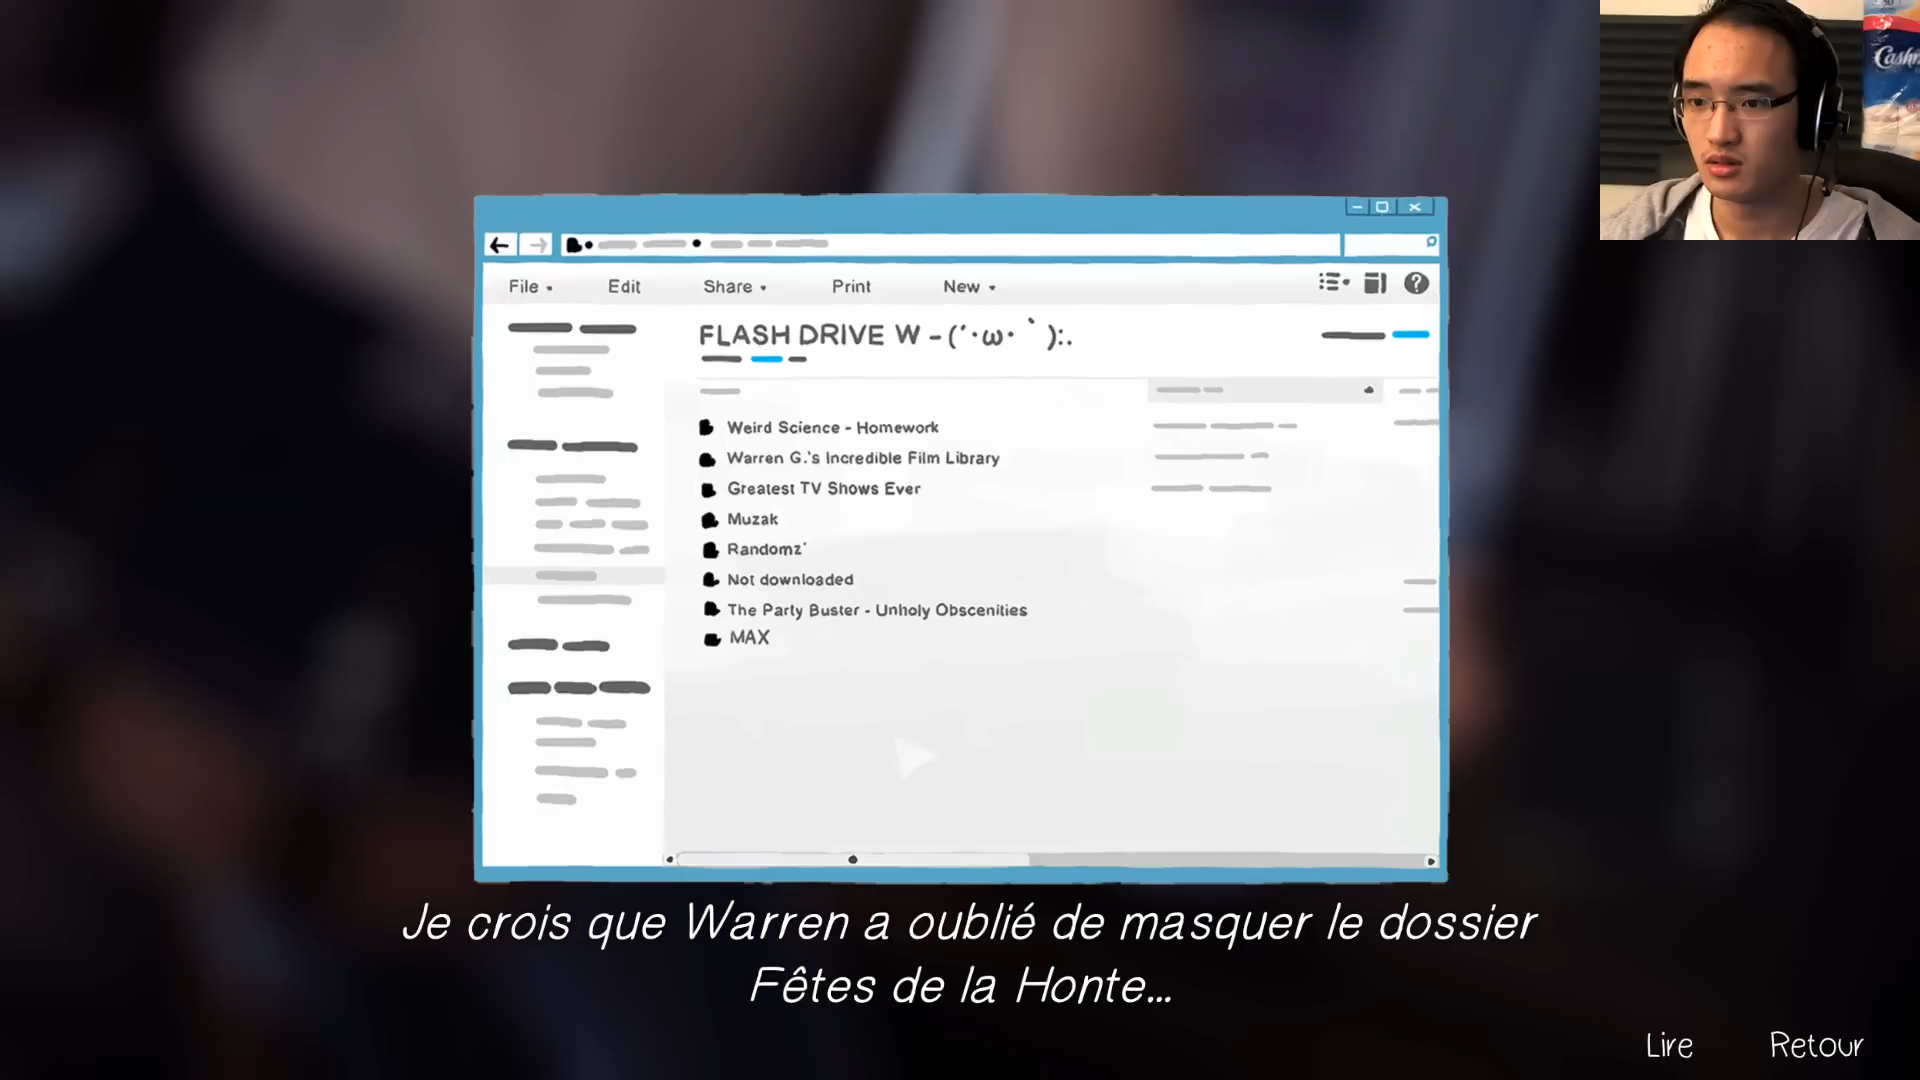 Cashm
File
Edit
Share
Print
New
FLASH DRIVE W - (´·ω·`):.
Weird Science - Homework
Warren G.'s Incredible Film Library
Greatest TV Shows Ever
Muzak
Randomz'
Not downloaded
The Party Buster - Unholy Obscenities
MAX
Je crois que Warren a oublié de masquer le dossier
Fêtes de la Honte...
Lire
Retour